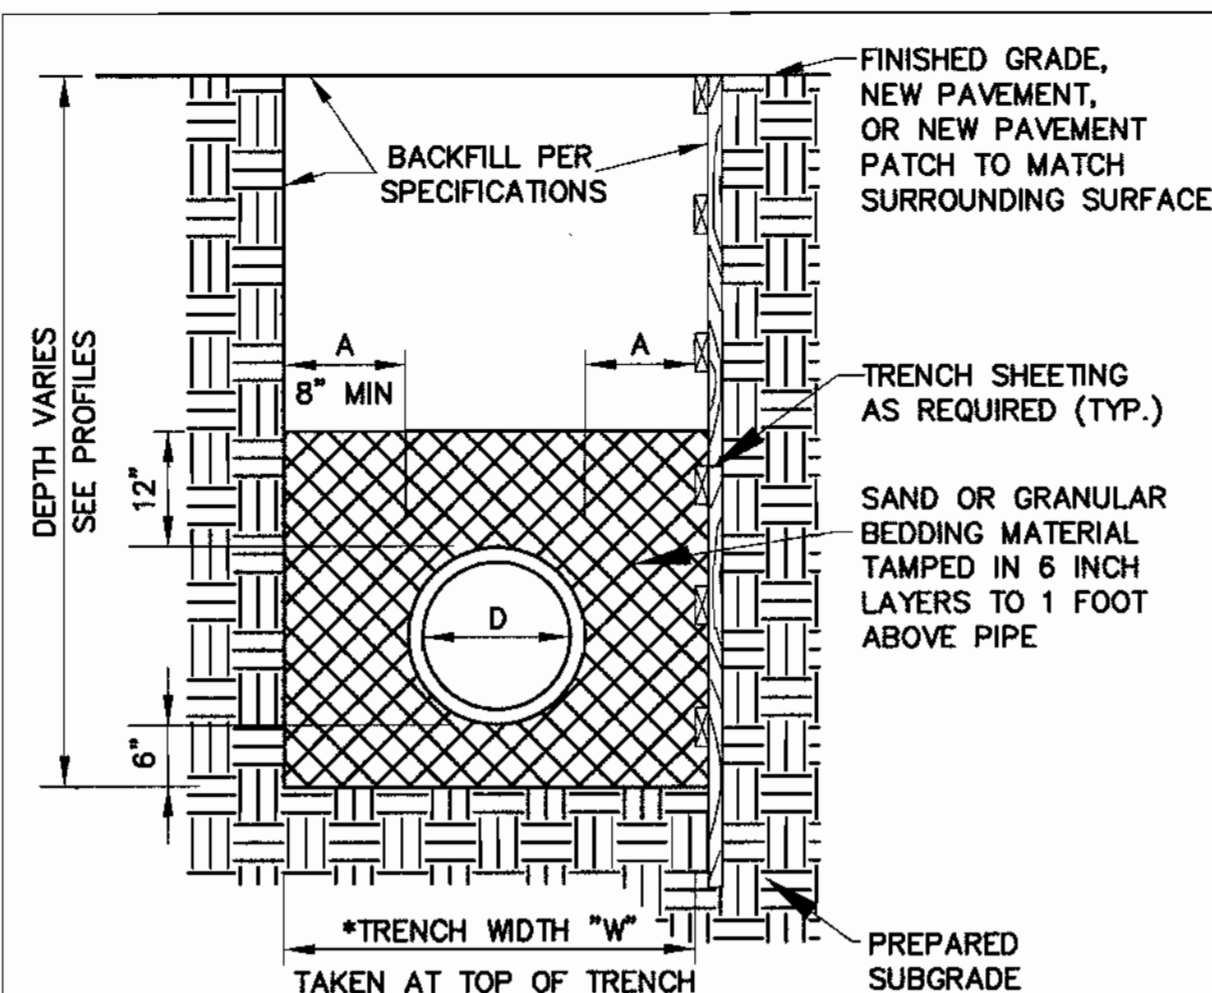 FINISHED GRADE,
NEW PAVEMENT,
OR NEW PAVEMENT
PATCH TO MATCH
SURROUNDING SURFACE
BACKFILL PER
SPECIFICATIONS
DEPTH VARIES
SEE PROFILES
A
8" MIN
A
TRENCH SHEETING
AS REQUIRED (TYP.)
12"
SAND OR GRANULAR
BEDDING MATERIAL
TAMPED IN 6 INCH
LAYERS TO 1 FOOT
ABOVE PIPE
D
6"
*TRENCH WIDTH "W"
TAKEN AT TOP OF TRENCH
PREPARED
SUBGRADE